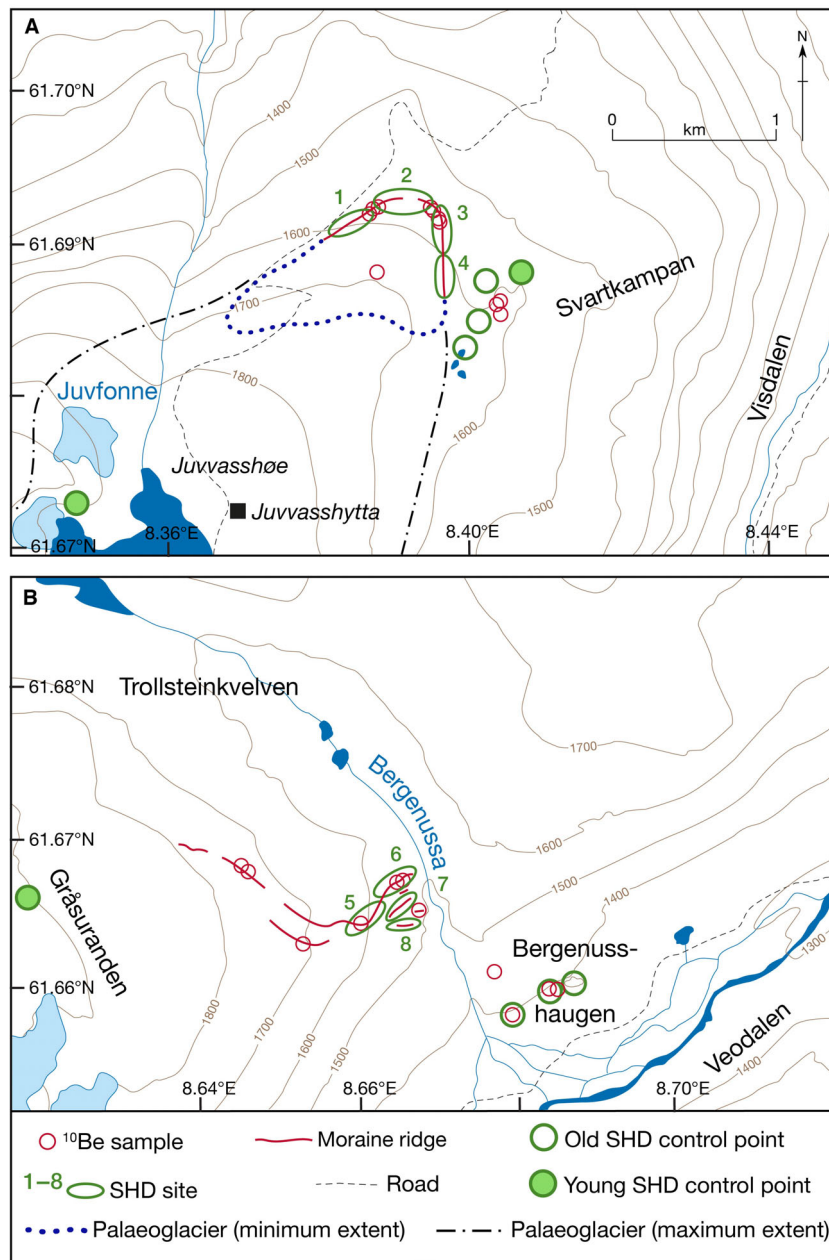 A
N
61.70°N
1400
0 1
km
1500
2
1
3
61.69°N
1600
4
1700
Svartkampan
Visdalen
1800
Juvfonne
1600
Juvvasshøe
Juvvasshytta
1500
8.36°E
8.40°E
8.44°E
61.67°N
B
61.68°N
Trollsteinkvelven
1700
Bergenussa
1600
61.67°N
1500
6
1400
7
Gråsuranden
5
8
Bergenuss-
haugen
1300
61.66°N
1800
1700
1600
1500
Veodalen
1400
8.64°E
8.66°E
8.70°E
¹⁰Be sample
Moraine ridge
Old SHD control point
1–8 SHD site
Road
Young SHD control point
Palaeoglacier (minimum extent)
Palaeoglacier (maximum extent)